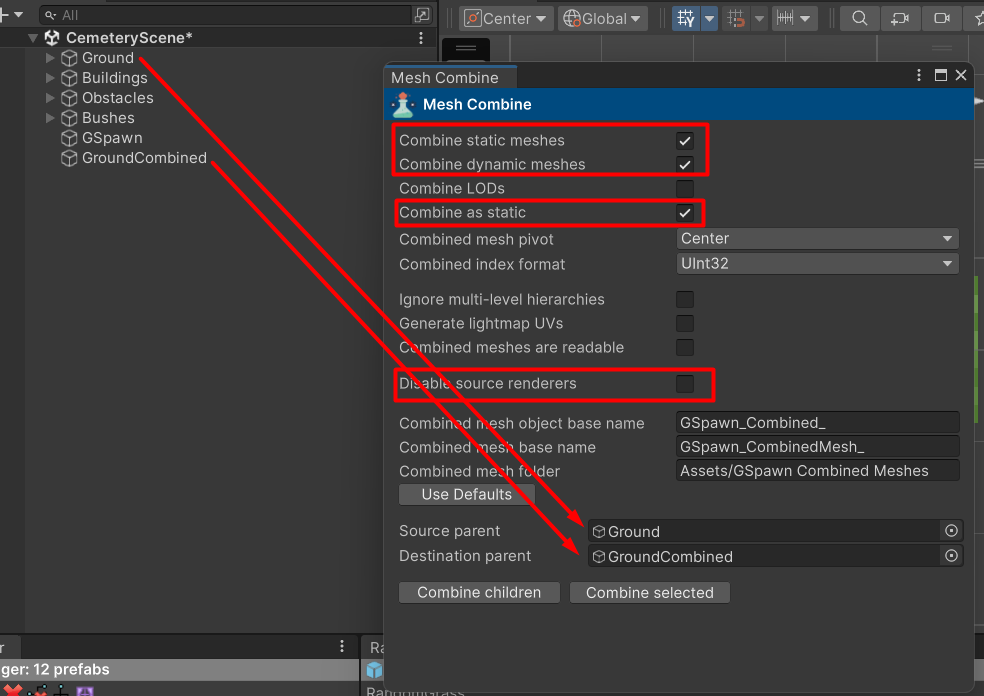 All
Center
Global
CemeteryScene*
Ground
Buildings
Obstacles
Bushes
GSpawn
GroundCombined
Mesh Combine
Mesh Combine
Combine static meshes
Combine dynamic meshes
Combine LODs
Combine as static
Combined mesh pivot Center
Combined index format UInt32
Ignore multi-level hierarchies
Generate lightmap UVs
Combined meshes are readable
Disable source renderers
Combined mesh object base name GSpawn_Combined_
Combined mesh base name GSpawn_CombinedMesh_
Combined mesh folder Assets/GSpawn Combined Meshes
Use Defaults
Source parent Ground
Destination parent GroundCombined
Combine children Combine selected
r
Ra
ger: 12 prefabs
RandomGrass